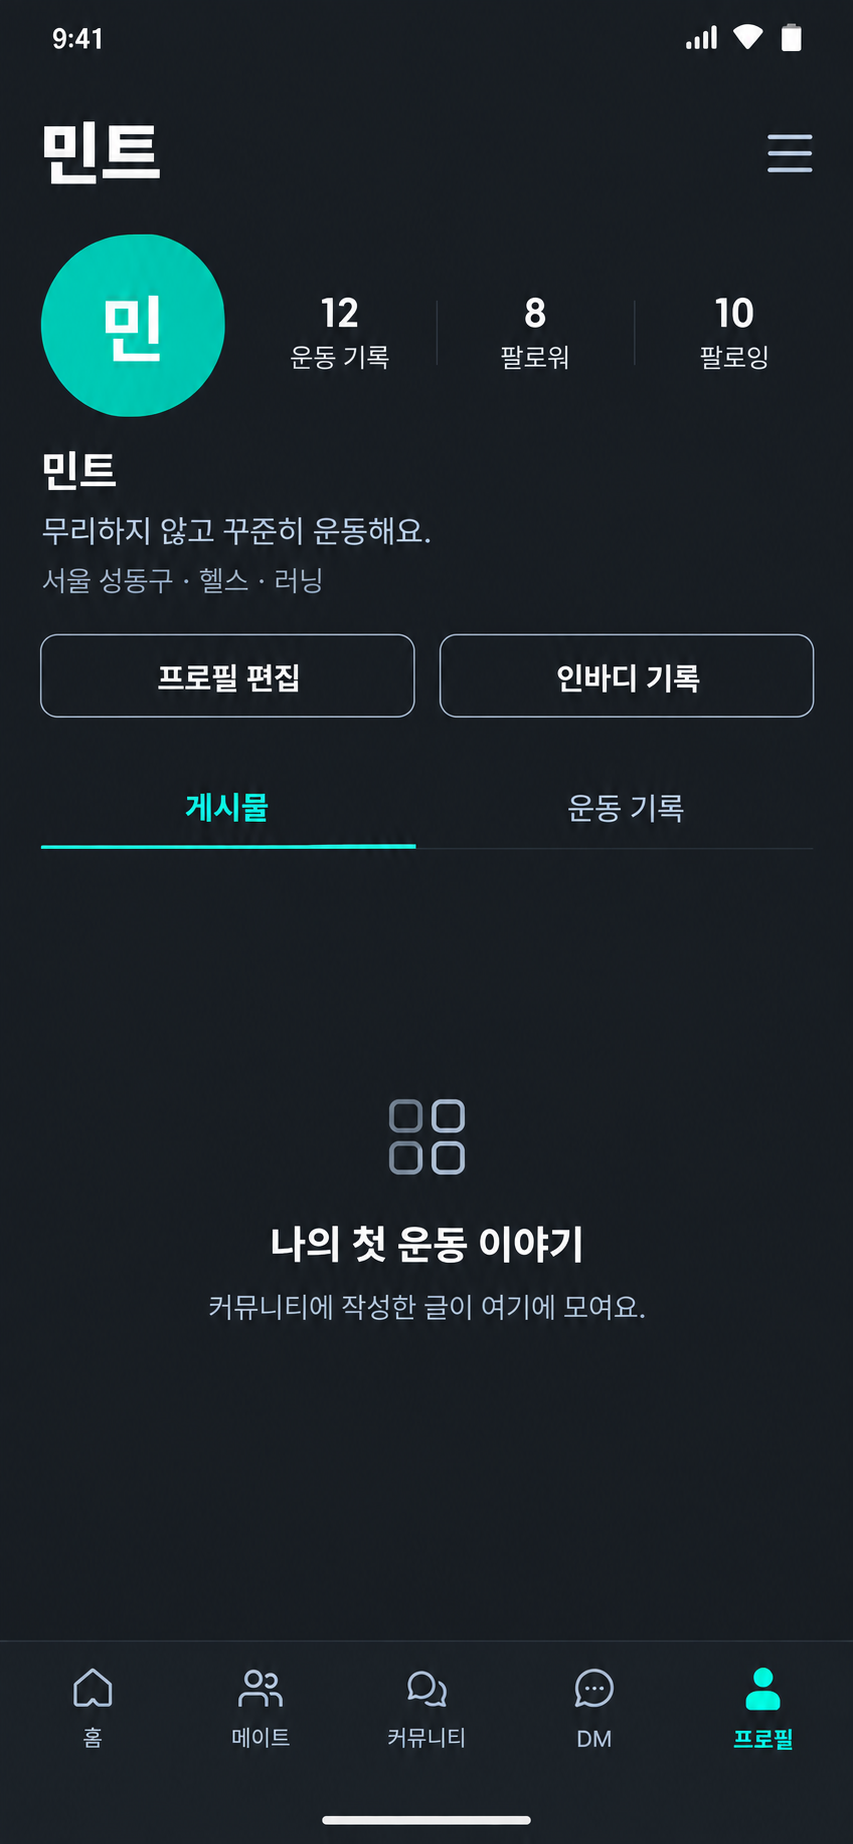 9:41
민트
민
12
운동 기록
8
팔로워
10
팔로잉
민트
무리하지 않고 꾸준히 운동해요.
서울 성동구 · 헬스 · 러닝
프로필 편집
인바디 기록
게시물
운동 기록
나의 첫 운동 이야기
커뮤니티에 작성한 글이 여기에 모여요.
홈
메이트
커뮤니티
DM
프로필